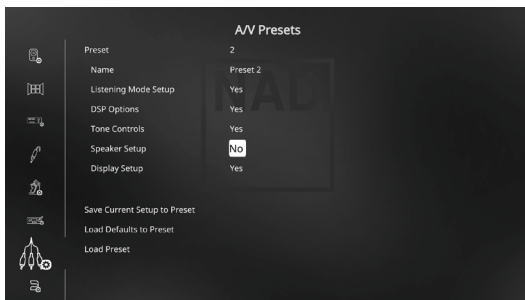 A/V Presets
Preset 2
Name Preset 2
Listening Mode Setup Yes
DSP Options Yes
Tone Controls Yes
Speaker Setup No
Display Setup Yes
Save Current Setup to Preset
Load Defaults to Preset
Load Preset
NAD